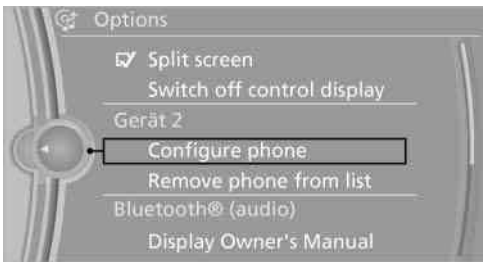 Options
Split screen
Switch off control display
Gerät 2
Configure phone
Remove phone from list
Bluetooth® (audio)
Display Owner's Manual